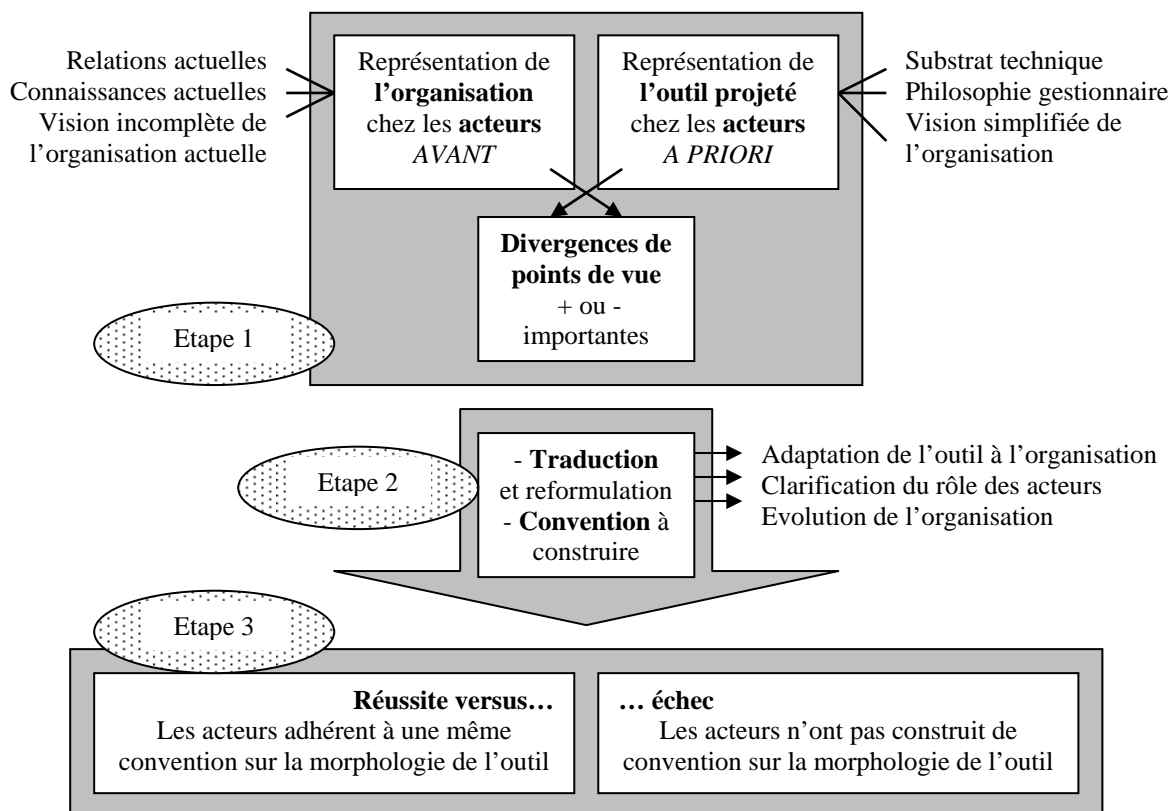 Relations actuelles
Connaissances actuelles
Vision incomplète de
l'organisation actuelle
Représentation de
l'organisation
chez les acteurs
AVANT
Représentation de
l'outil projeté
chez les acteurs
A PRIORI
Substrat technique
Philosophie gestionnaire
Vision simplifiée de
l'organisation
Divergences de
points de vue
+ ou -
importantes
Etape 1
Etape 2
- Traduction
et reformulation
- Convention à
construire
Adaptation de l'outil à l'organisation
Clarification du rôle des acteurs
Evolution de l'organisation
Etape 3
Réussite versus…
Les acteurs adhérent à une même
convention sur la morphologie de l'outil
… échec
Les acteurs n'ont pas construit de
convention sur la morphologie de l'outil